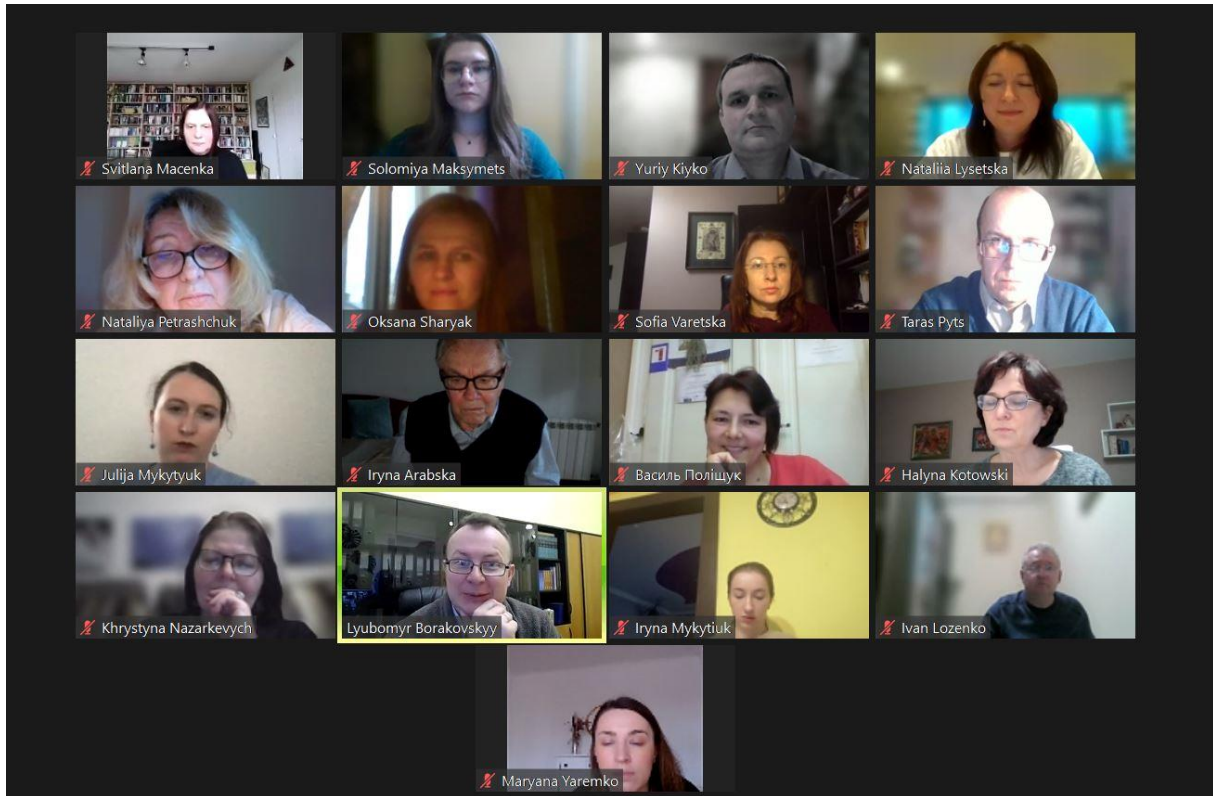 Svitlana Macenka
Solomiya Maksymets
Yuriy Kiyko
Nataliia Lysetska
Nataliya Petrashchuk
Oksana Sharyak
Sofia Varetska
Taras Pyts
Julija Mykytyuk
Iryna Arabska
Василь Поліщук
Halyna Kotowski
Khrystyna Nazarkevych
Lyubomyr Borakovskyy
Iryna Mykytiuk
Ivan Lozenko
Maryana Yaremko